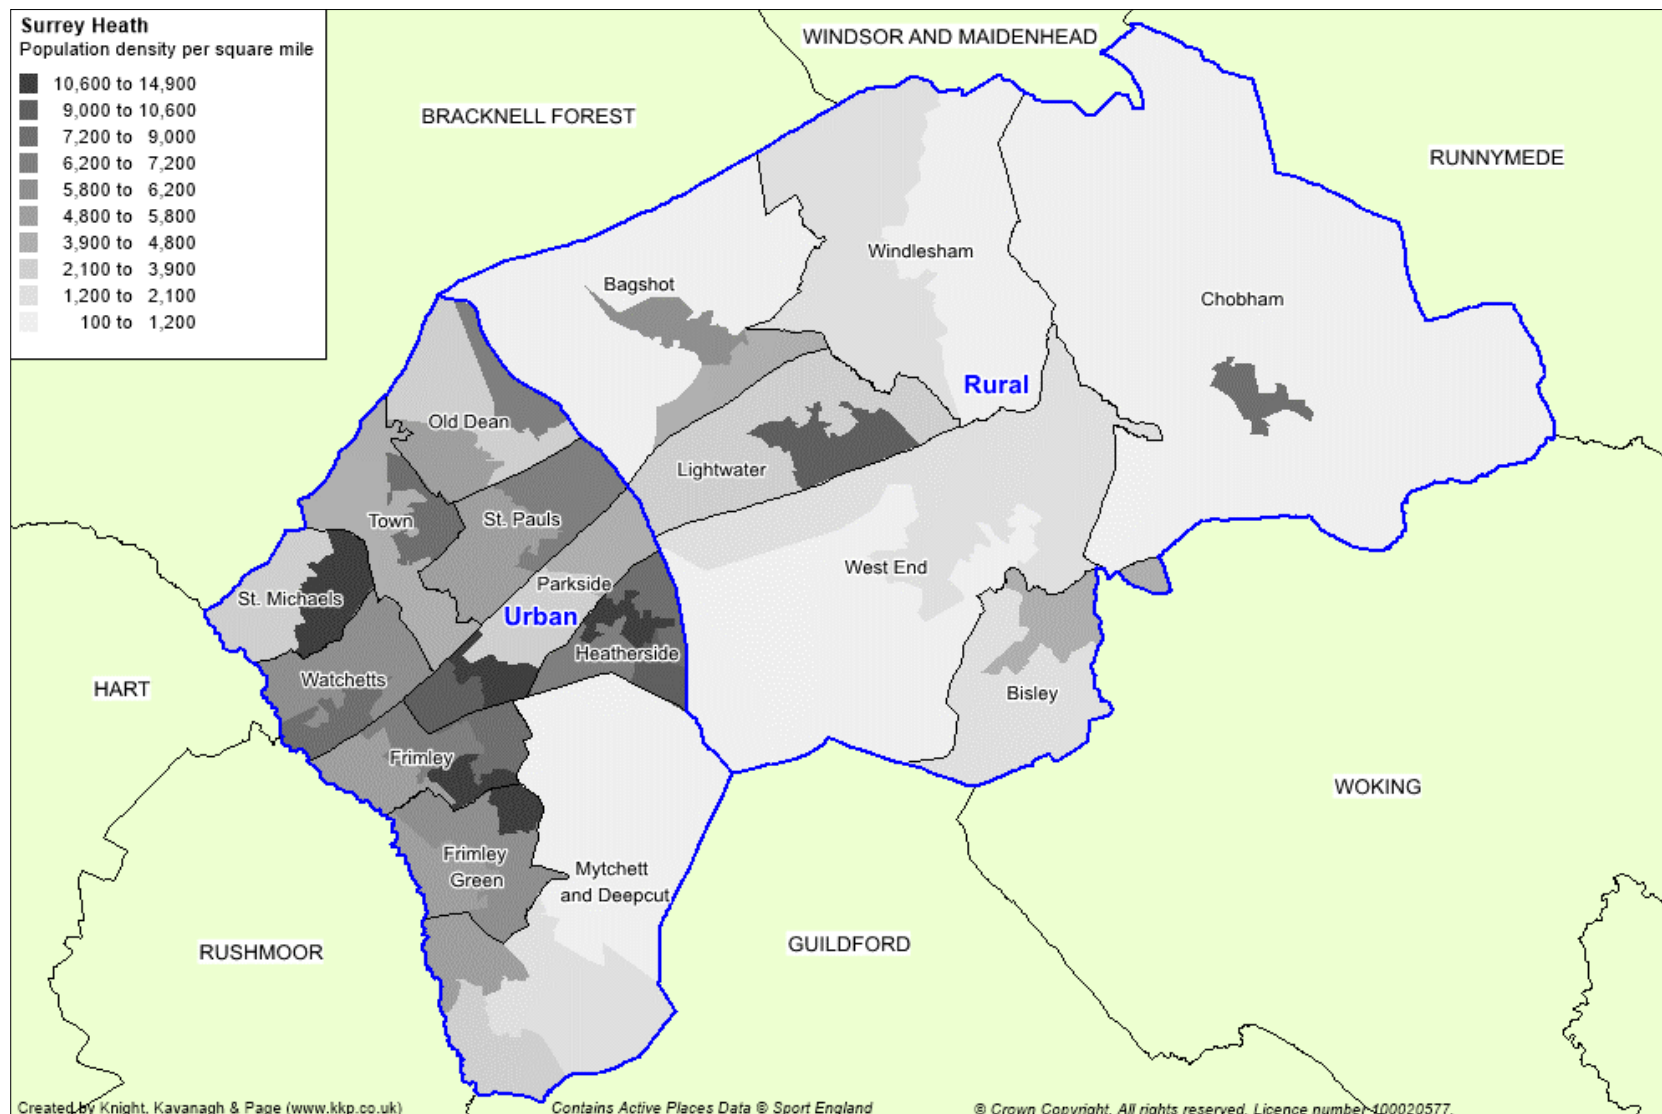 Surrey Heath
Population density per square mile
10,600 to 14,900
9,000 to 10,600
7,200 to 9,000
6,200 to 7,200
5,800 to 6,200
4,800 to 5,800
3,900 to 4,800
2,100 to 3,900
1,200 to 2,100
100 to 1,200
WINDSOR AND MAIDENHEAD
BRACKNELL FOREST
RUNNYMEDE
Windlesham
Bagshot
Chobham
Rural
Old Dean
Lightwater
Town
St. Pauls
West End
Parkside
St. Michaels
Urban
Heatherside
Watchetts
HART
Bisley
Frimley
WOKING
Frimley
Green
Mytchett
and Deepcut
RUSHMOOR
GUILDFORD
Created by Knight, Kavanagh & Page (www.kkp.co.uk)
Contains Active Places Data © Sport England
© Crown Copyright. All rights reserved. Licence number 100020577.